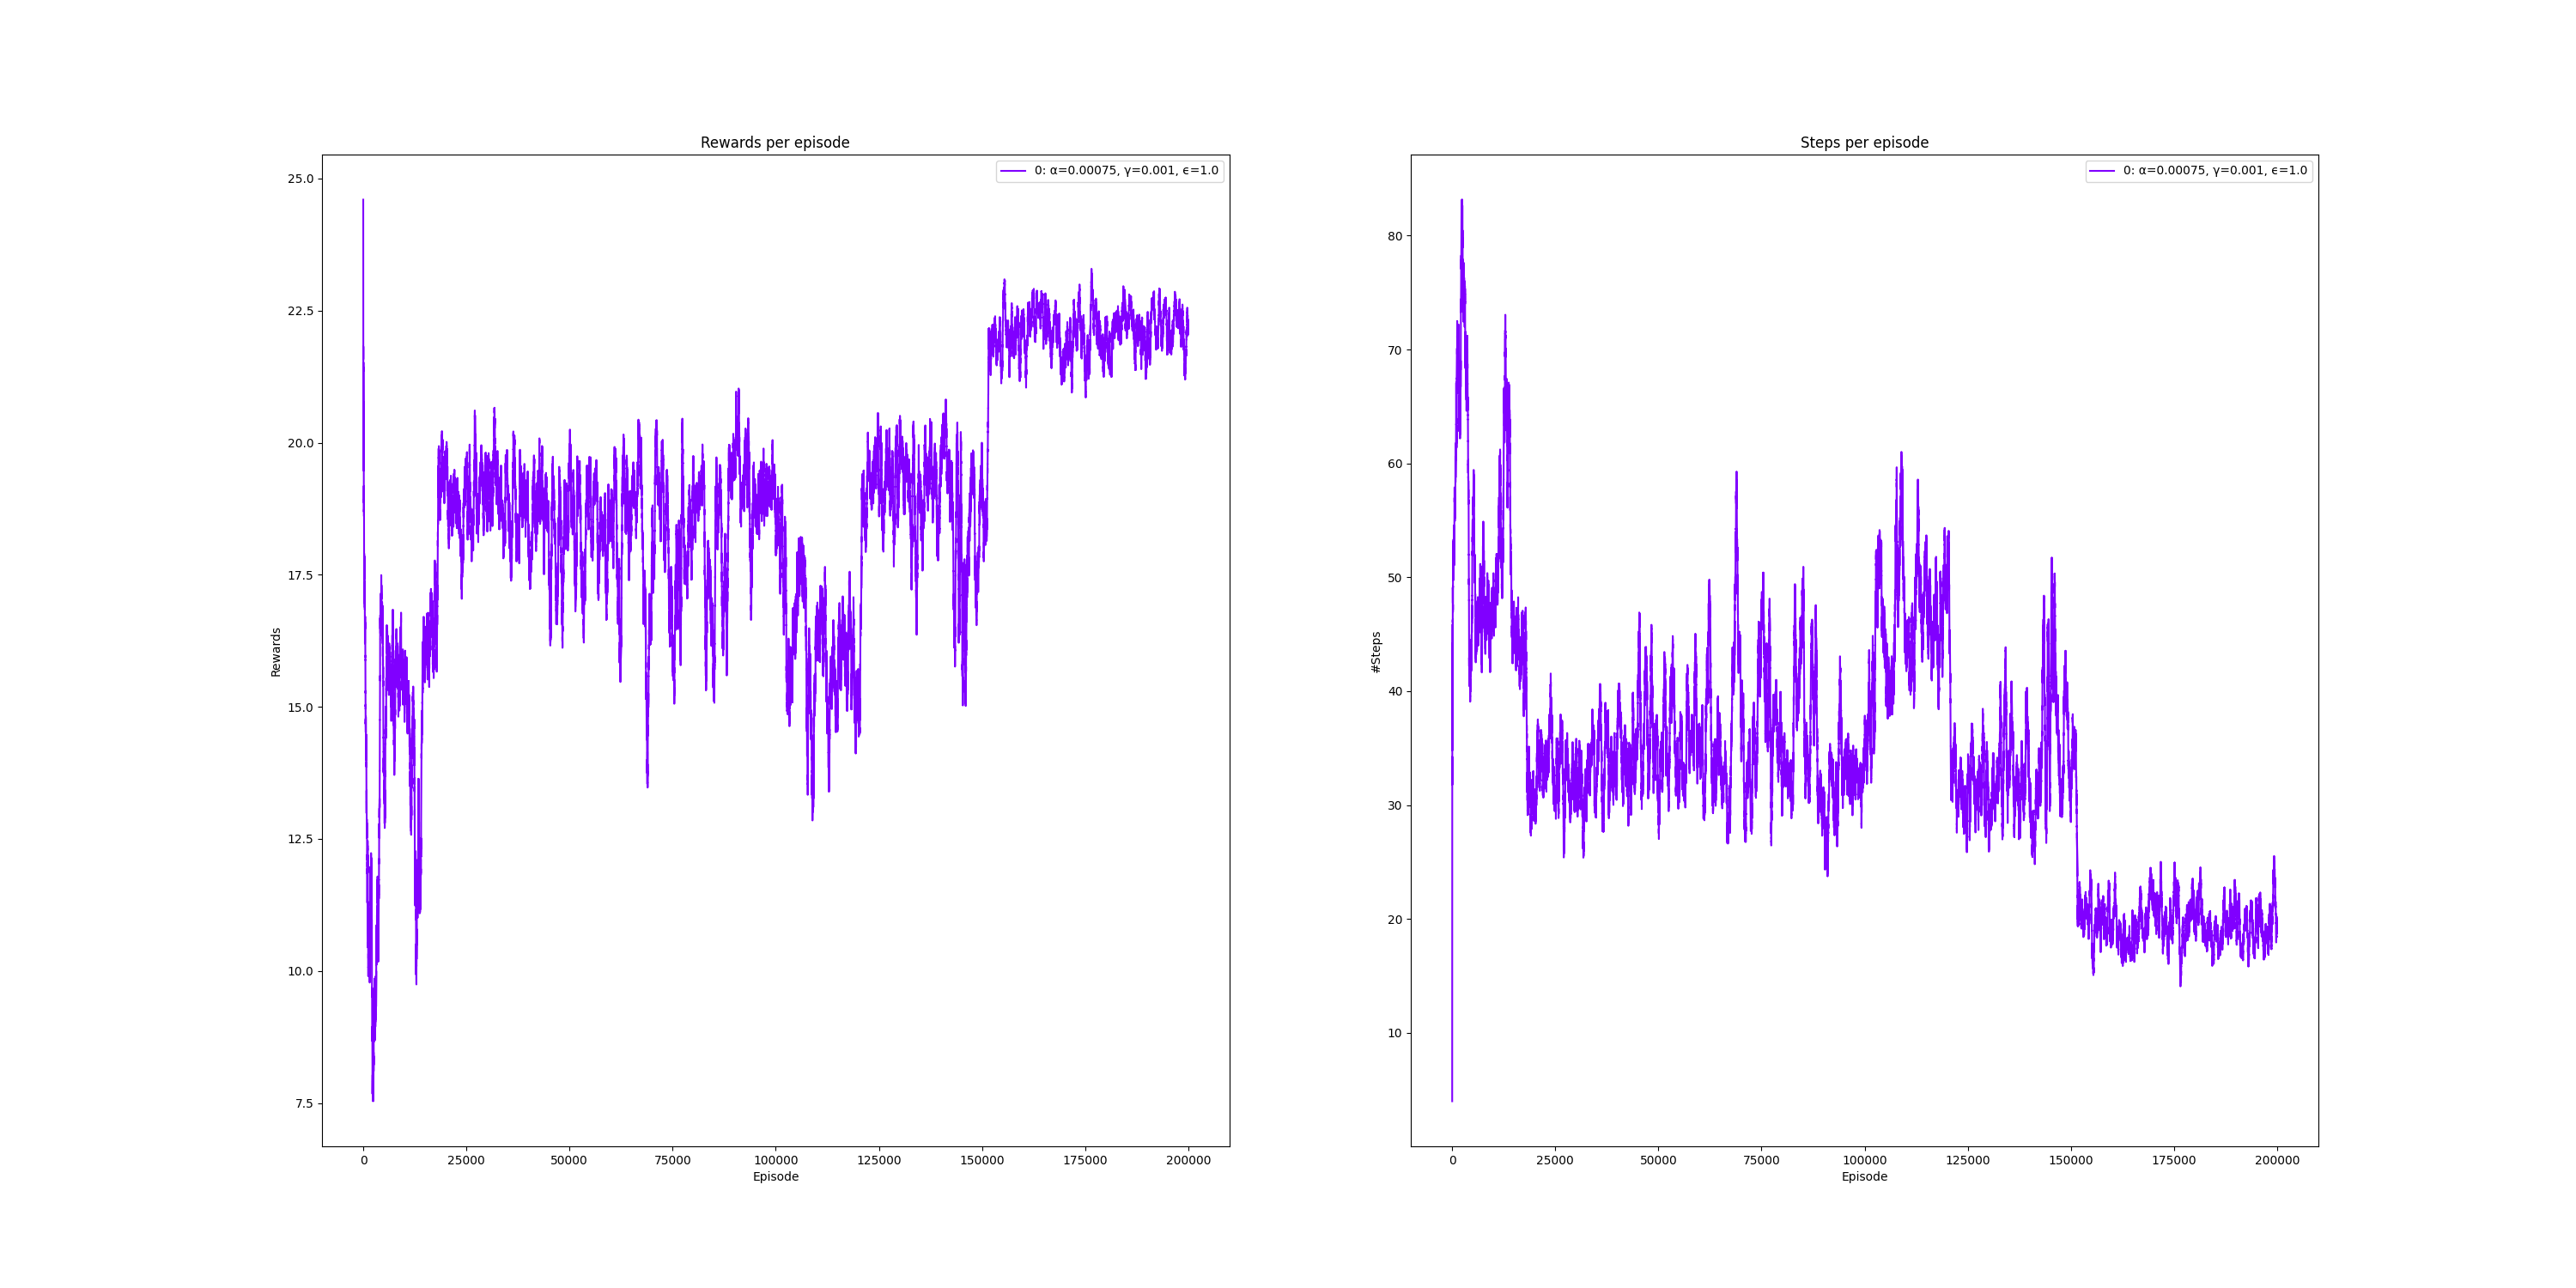 Rewards per episode
0: α=0.00075, γ=0.001, ϵ=1.0
25.0
22.5
20.0
17.5
15.0
12.5
10.0
7.5
Rewards
0 25000 50000 75000 100000 125000 150000 175000 200000
Episode
Steps per episode
0: α=0.00075, γ=0.001, ϵ=1.0
80
70
60
50
40
30
20
10
#Steps
0 25000 50000 75000 100000 125000 150000 175000 200000
Episode